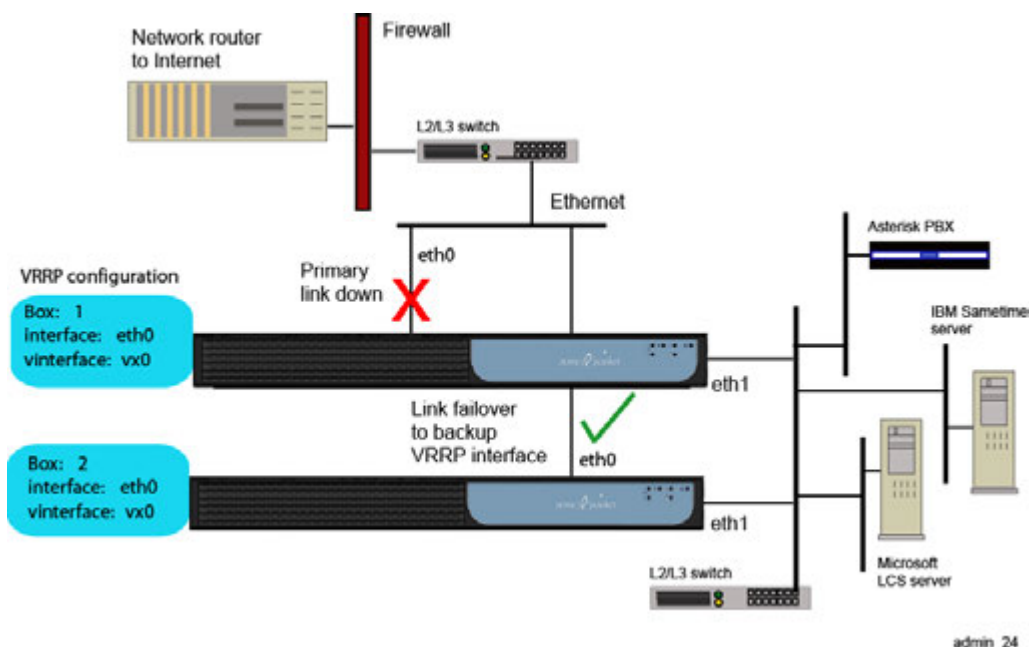 Network router
to Internet
Firewall
L2/L3 switch
Ethernet
eth0
Asterisk PBX
Primary
link down
VRRP configuration
Box: 1
interface: eth0
vinterface: vx0
IBM Sametime
server
eth1
Link failover
to backup
VRRP interface
eth0
Box: 2
interface: eth0
vinterface: vx0
eth1
Microsoft
LCS server
L2/L3 switch
admin_24